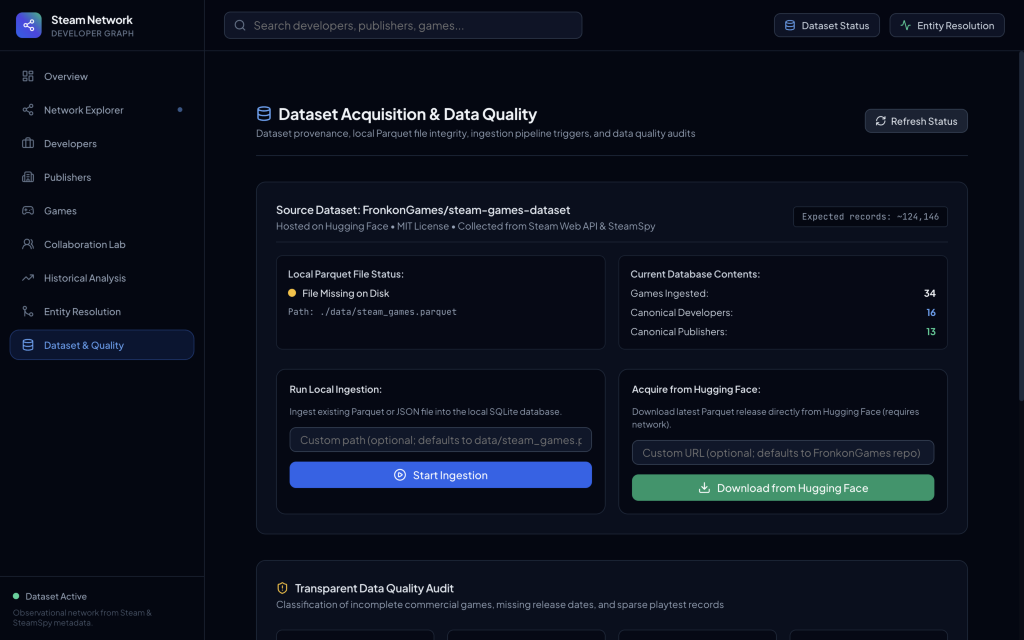 Steam Network
DEVELOPER GRAPH
Search developers, publishers, games...
Dataset Status
Entity Resolution
Overview
Network Explorer
Developers
Publishers
Games
Collaboration Lab
Historical Analysis
Entity Resolution
Dataset & Quality
Dataset Active
Observational network from Steam &
SteamSpy metadata.
Dataset Acquisition & Data Quality
Dataset provenance, local Parquet file integrity, ingestion pipeline triggers, and data quality audits
Refresh Status
Source Dataset: FronkonGames/steam-games-dataset
Hosted on Hugging Face • MIT License • Collected from Steam Web API & SteamSpy
Expected records: ~124,146
Local Parquet File Status:
File Missing on Disk
Path: ./data/steam_games.parquet
Current Database Contents:
Games Ingested: 34
Canonical Developers: 16
Canonical Publishers: 13
Run Local Ingestion:
Ingest existing Parquet or JSON file into the local SQLite database.
Custom path (optional; defaults to data/steam_games.p
Start Ingestion
Acquire from Hugging Face:
Download latest Parquet release directly from Hugging Face (requires
network).
Custom URL (optional; defaults to FronkonGames repo)
Download from Hugging Face
Transparent Data Quality Audit
Classification of incomplete commercial games, missing release dates, and sparse playtest records